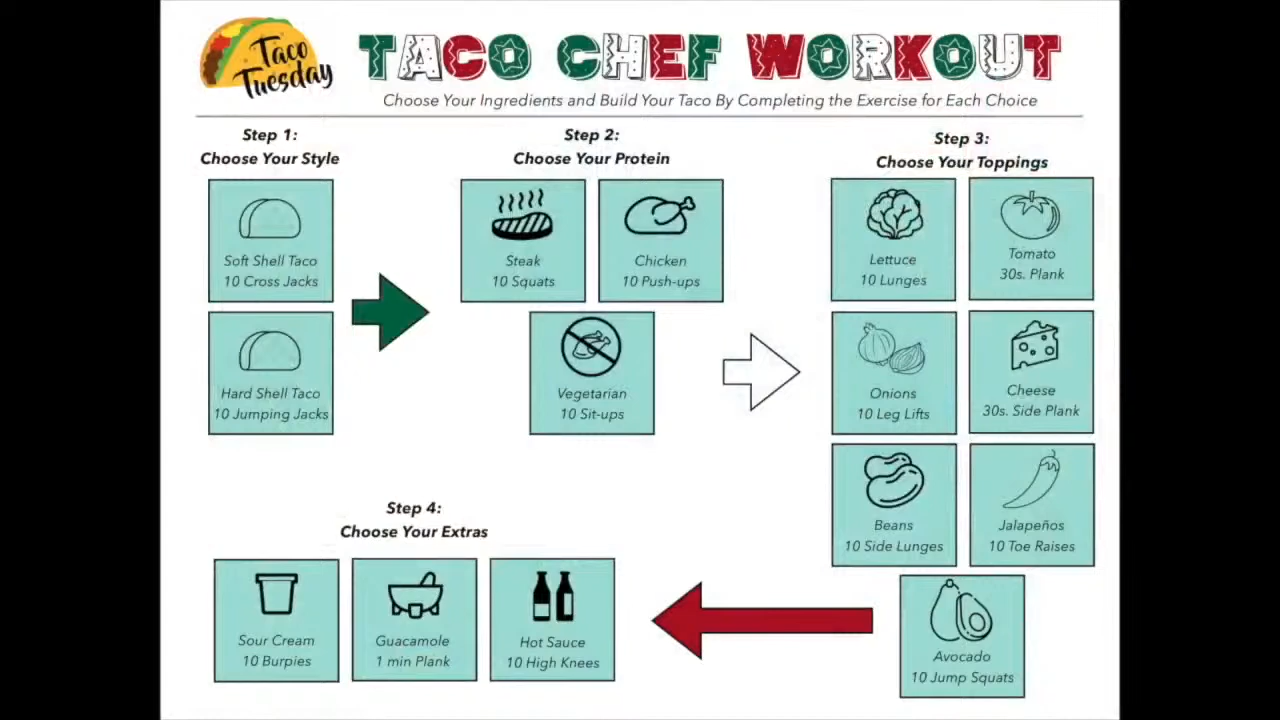 Taco
Tuesday
TACO CHEF WORKOUT
Choose Your Ingredients and Build Your Taco By Completing the Exercise for Each Choice
Step 1:
Choose Your Style
Soft Shell Taco
10 Cross Jacks
Hard Shell Taco
10 Jumping Jacks
Step 2:
Choose Your Protein
Steak
10 Squats
Chicken
10 Push-ups
Vegetarian
10 Sit-ups
Step 3:
Choose Your Toppings
Lettuce
10 Lunges
Tomato
30s. Plank
Onions
10 Leg Lifts
Cheese
30s. Side Plank
Beans
10 Side Lunges
Jalapeños
10 Toe Raises
Avocado
10 Jump Squats
Step 4:
Choose Your Extras
Sour Cream
10 Burpies
Guacamole
1 min Plank
Hot Sauce
10 High Knees